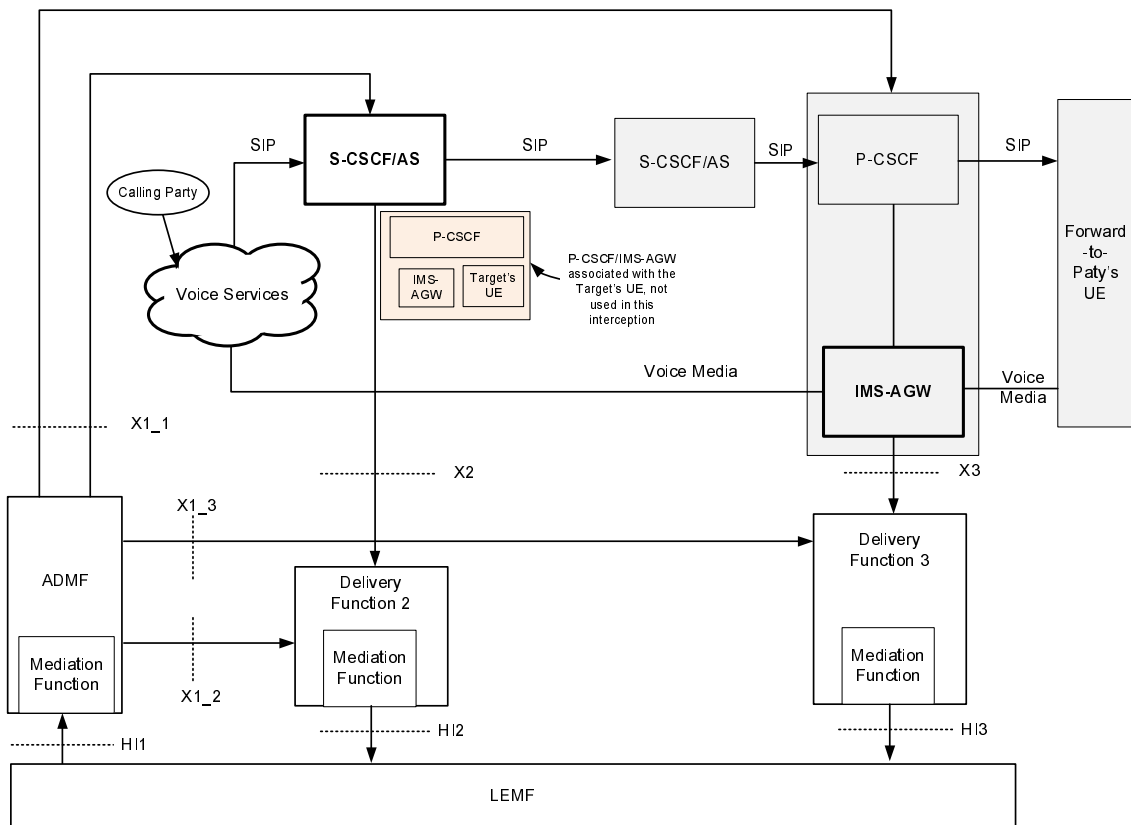 SIP
S-CSCF/AS
SIP
S-CSCF/AS
SIP
P-CSCF
SIP
Calling Party
Voice Services
P-CSCF
IMS-
AGW
Target's
UE
P-CSCF/IMS-AGW
associated with the
Target's UE, not
used in this
interception
Forward
-to-
Paty's
UE
Voice Media
IMS-AGW
Voice
Media
X1_1
X2
X3
X1_3
ADMF
Mediation
Function
X1_2
Delivery
Function 2
Mediation
Function
Delivery
Function 3
Mediation
Function
HI1
HI2
HI3
LEMF